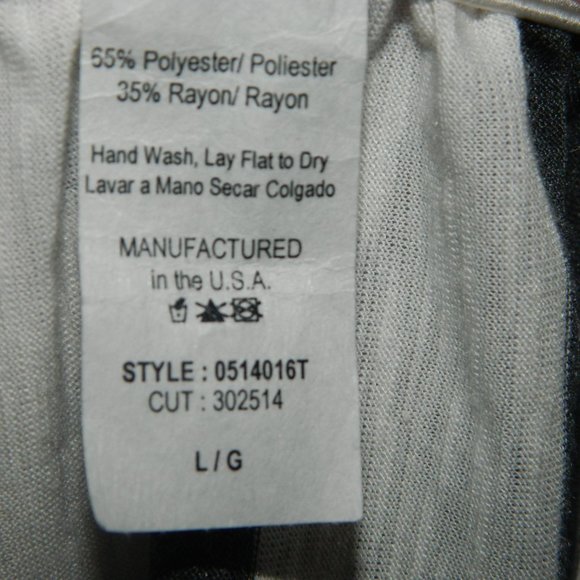 65% Polyester/ Poliester
35% Rayon/ Rayon
Hand Wash, Lay Flat to Dry
Lavar a Mano Secar Colgado
MANUFACTURED
in the U.S.A.
STYLE : 0514016T
CUT : 302514
L / G